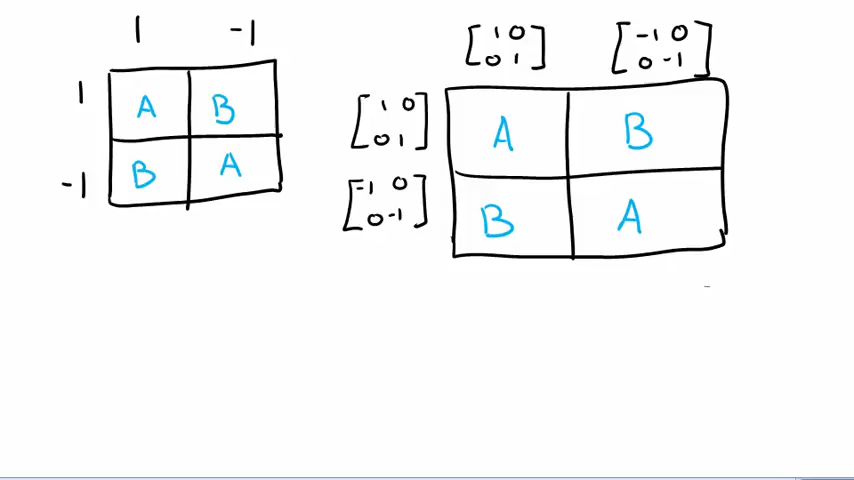 1 -1
1 A B
-1 B A
[1 0
0 1] [-1 0
0 -1]
[1 0
0 1] A B
[-1 0
0 -1] B A